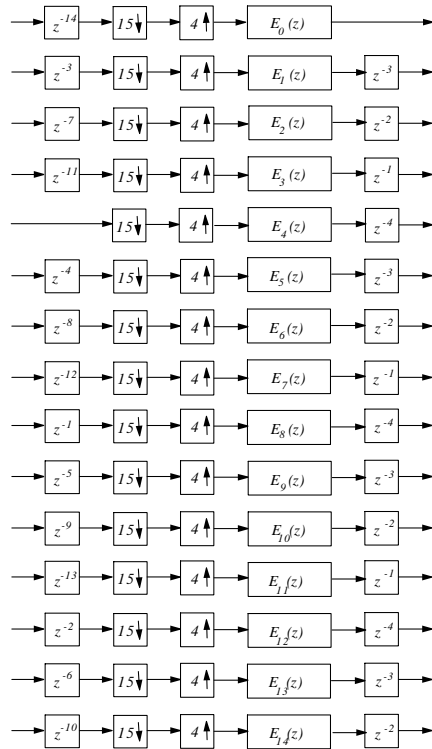 z^-14 15 4 E_0(z)
z^-3 15 4 E_1(z) z^-3
z^-7 15 4 E_2(z) z^-2
z^-11 15 4 E_3(z) z^-1
15 4 E_4(z) z^-4
z^-4 15 4 E_5(z) z^-3
z^-8 15 4 E_6(z) z^-2
z^-12 15 4 E_7(z) z^-1
z^-1 15 4 E_8(z) z^-4
z^-5 15 4 E_9(z) z^-3
z^-9 15 4 E_10(z) z^-2
z^-13 15 4 E_11(z) z^-1
z^-2 15 4 E_12(z) z^-4
z^-6 15 4 E_13(z) z^-3
z^-10 15 4 E_14(z) z^-2